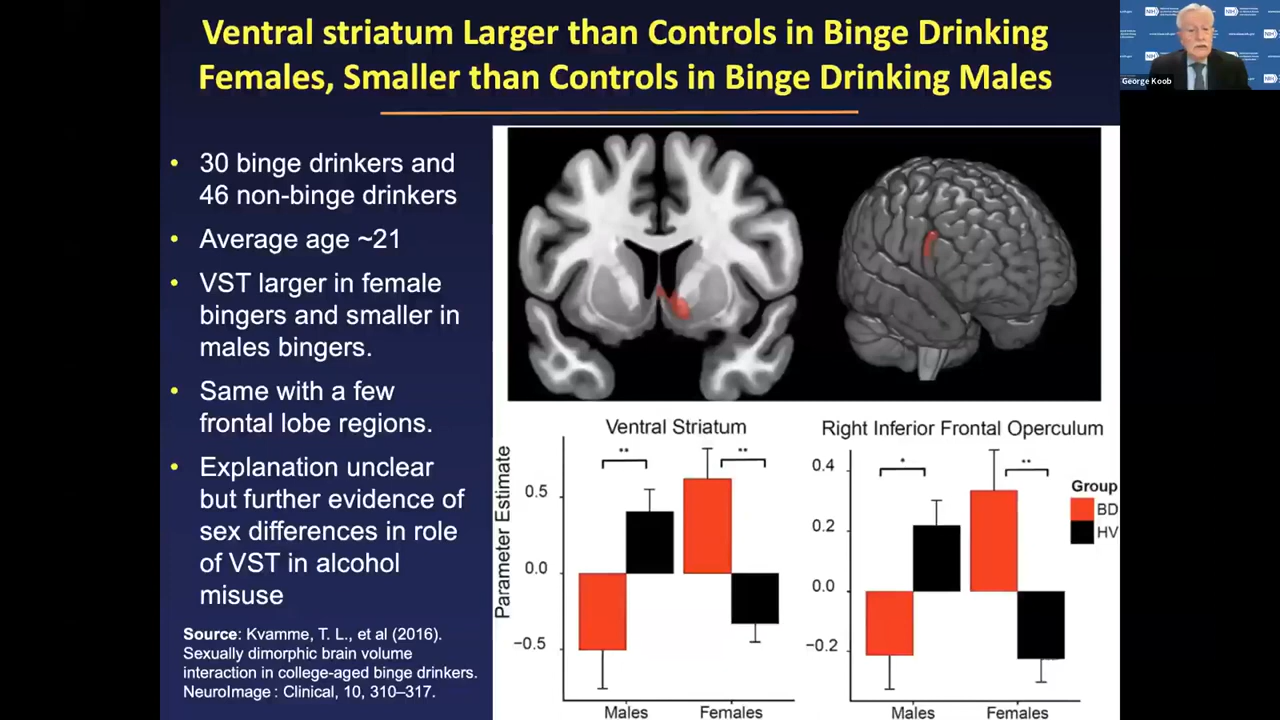 Ventral striatum Larger than Controls in Binge Drinking
Females, Smaller than Controls in Binge Drinking Males
George Koob
NIH
• 30 binge drinkers and
46 non-binge drinkers
• Average age ~21
• VST larger in female
bingers and smaller in
males bingers.
• Same with a few
frontal lobe regions.
• Explanation unclear
but further evidence of
sex differences in role
of VST in alcohol
misuse
Source: Kvamme, T. L., et al (2016).
Sexually dimorphic brain volume
interaction in college-aged binge drinkers.
NeuroImage : Clinical, 10, 310–317.
Ventral Striatum
Parameter Estimate
0.5
0.0
−0.5
**
**
Males
Females
Right Inferior Frontal Operculum
0.4
0.2
0.0
−0.2
*
**
Males
Females
Group
BD
HV